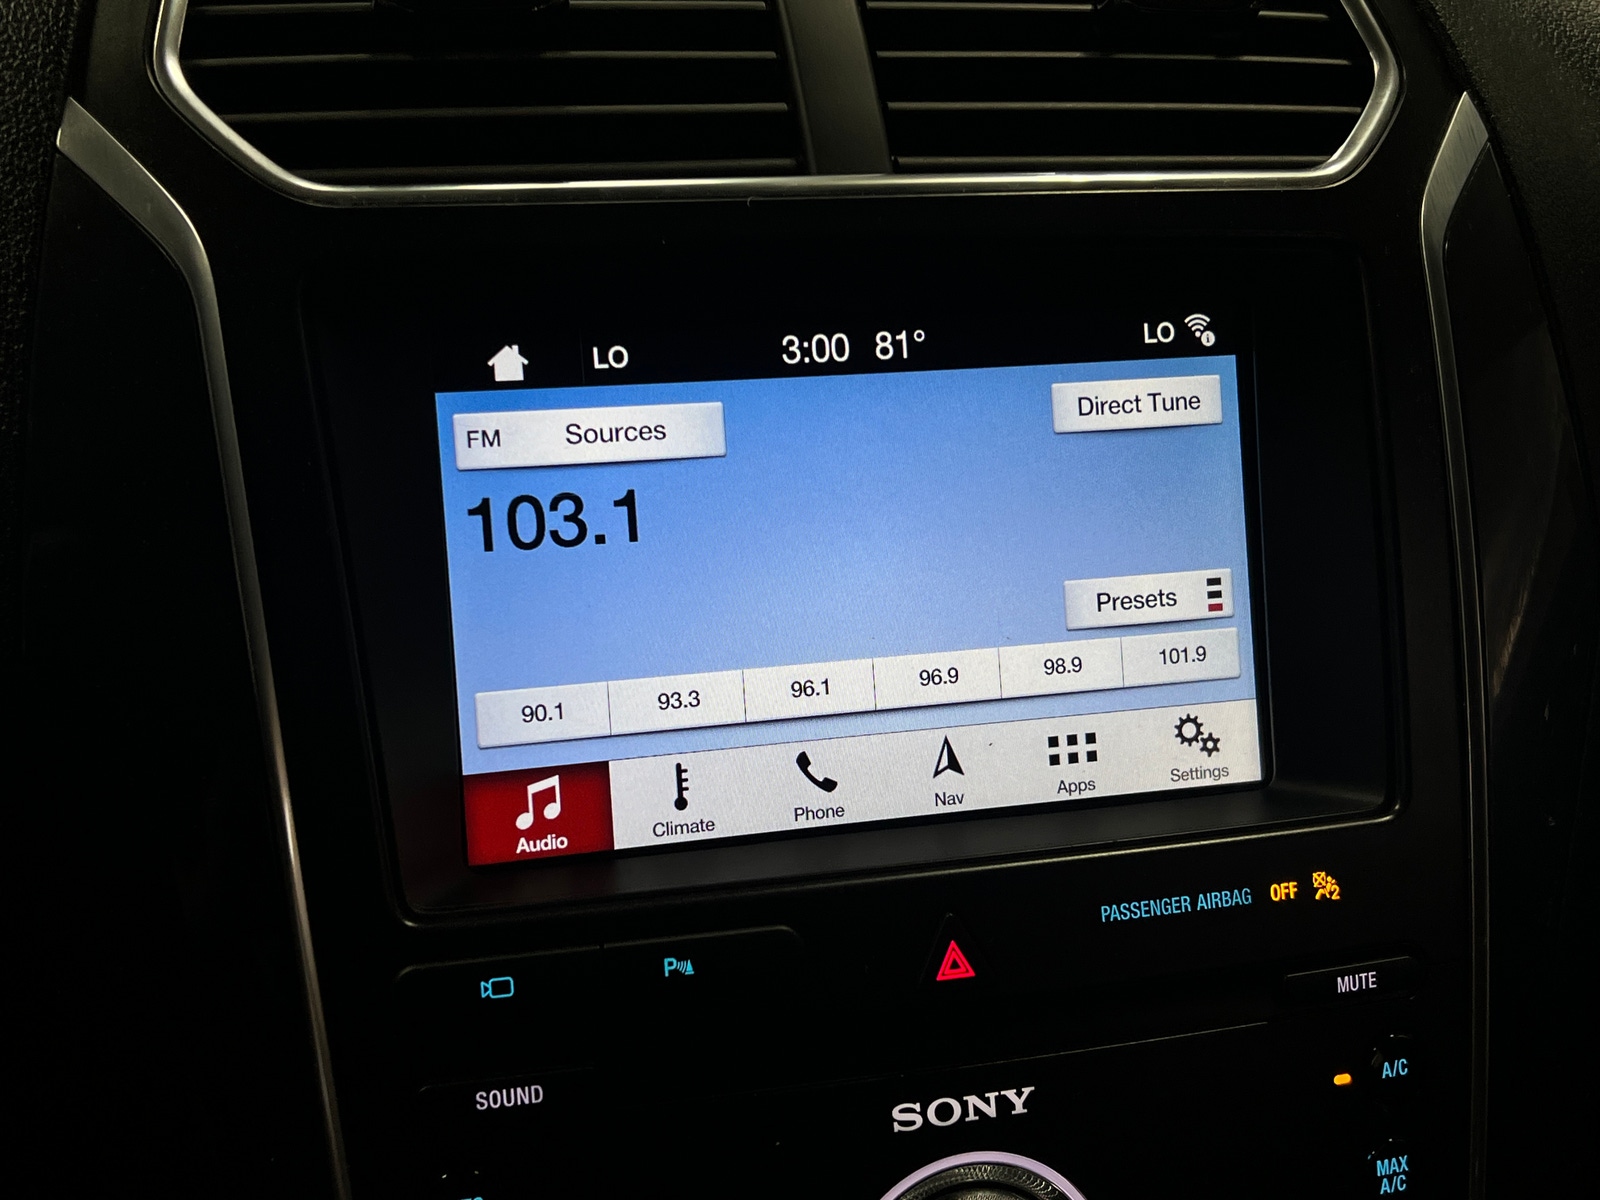 LO 3:00 81° LO
FM Sources Direct Tune
103.1
Presets
90.1 93.3 96.1 96.9 98.9 101.9
Audio Climate Phone Nav Apps Settings
PASSENGER AIRBAG OFF 2
P
MUTE
SOUND SONY A/C
MAX
A/C